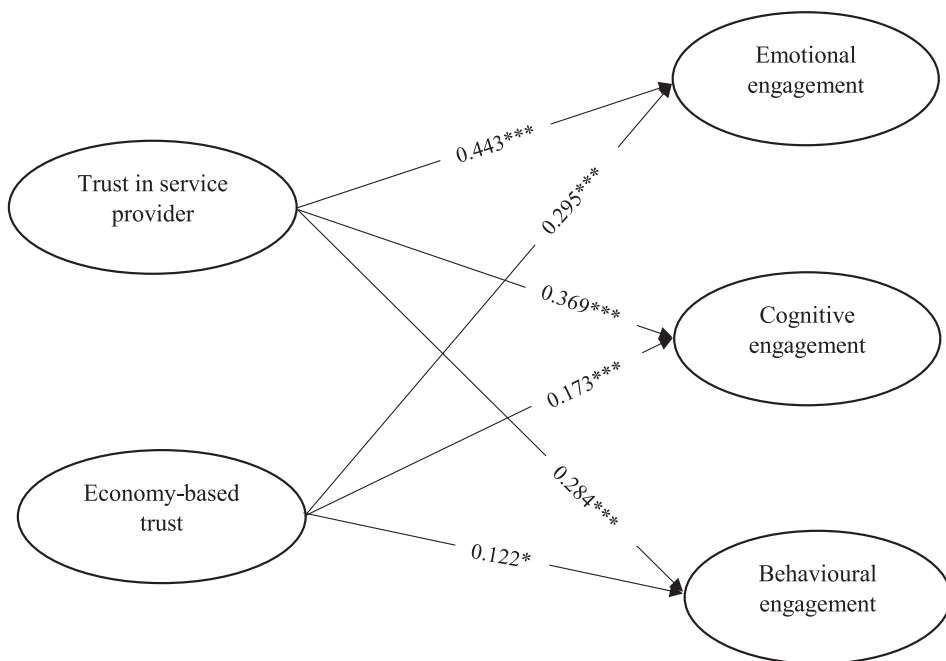 Emotional
engagement
0.443***
Trust in service
provider
0.295***
0.369***
Cognitive
engagement
0.173***
Economy-based
trust
0.284***
0.122*
Behavioural
engagement